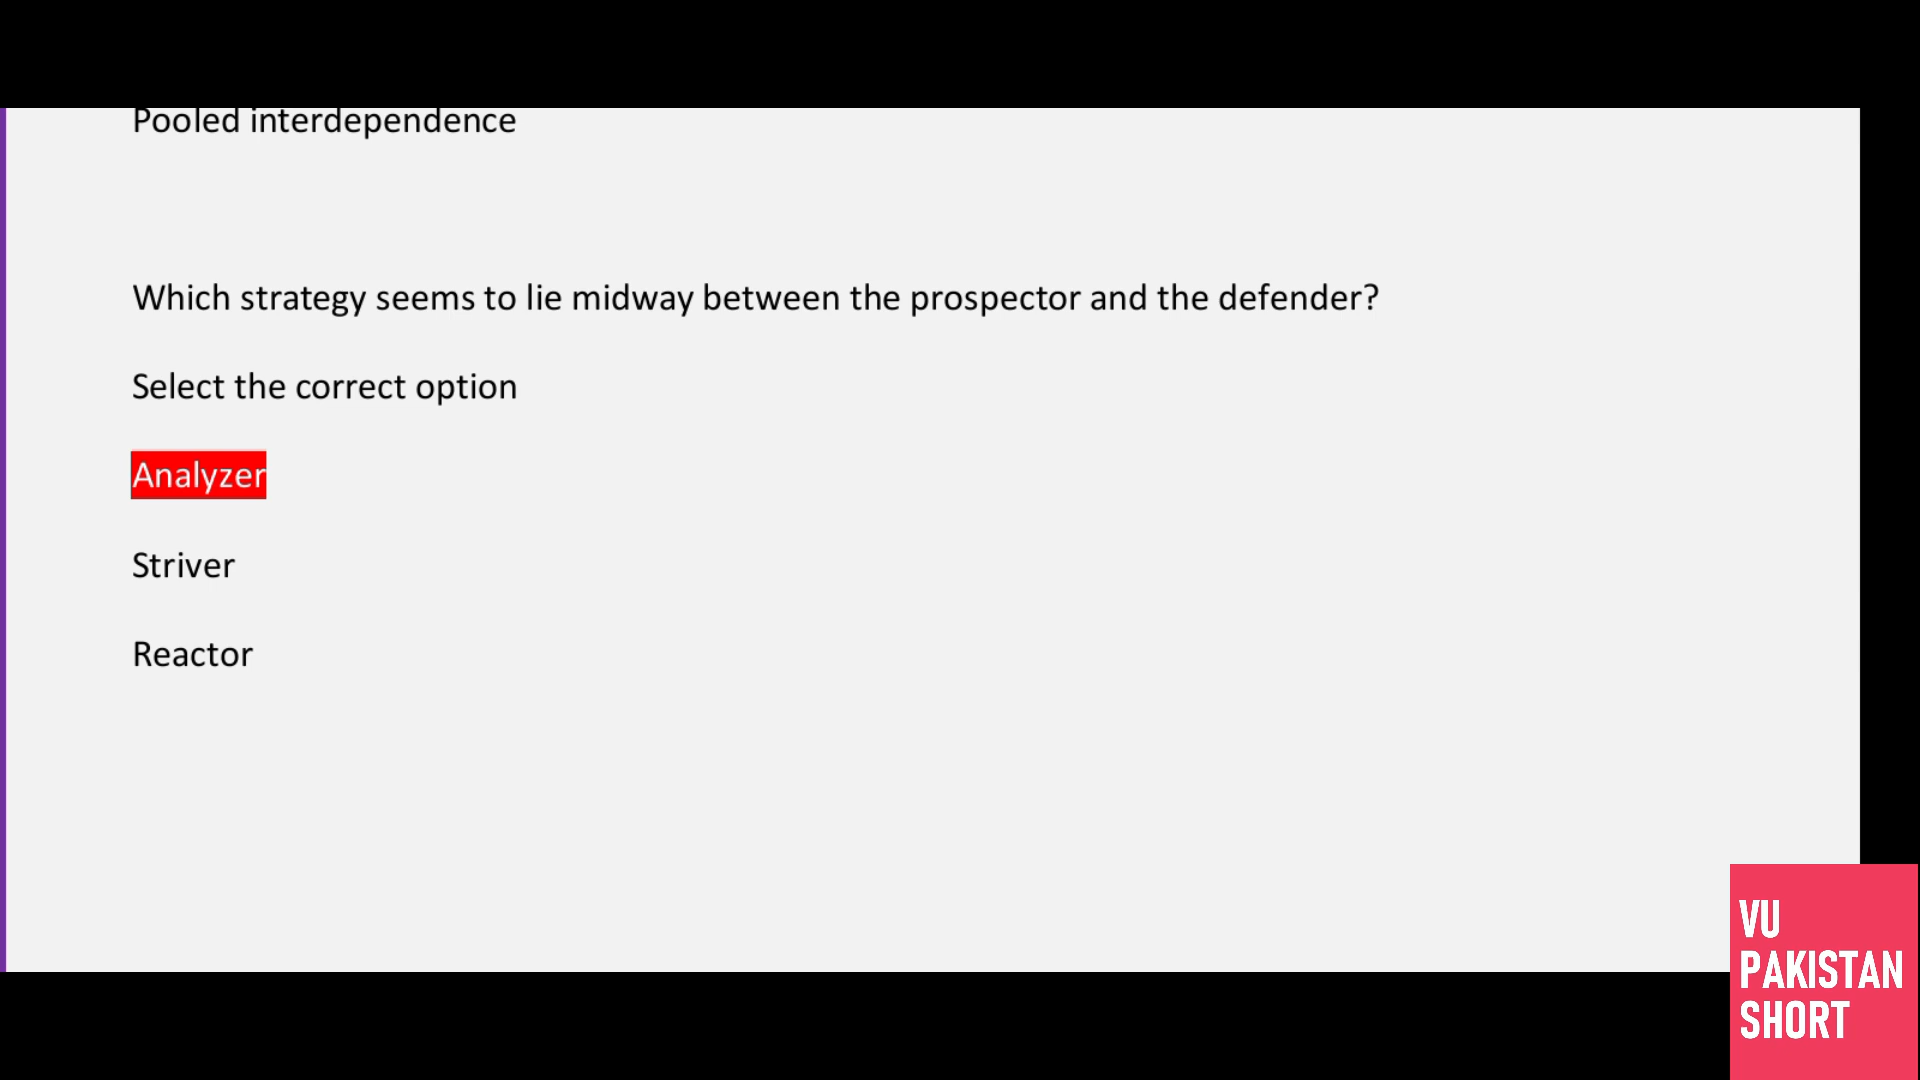 Pooled interdependence
Which strategy seems to lie midway between the prospector and the defender?
Select the correct option
Analyzer
Striver
Reactor
VU
PAKISTAN
SHORT